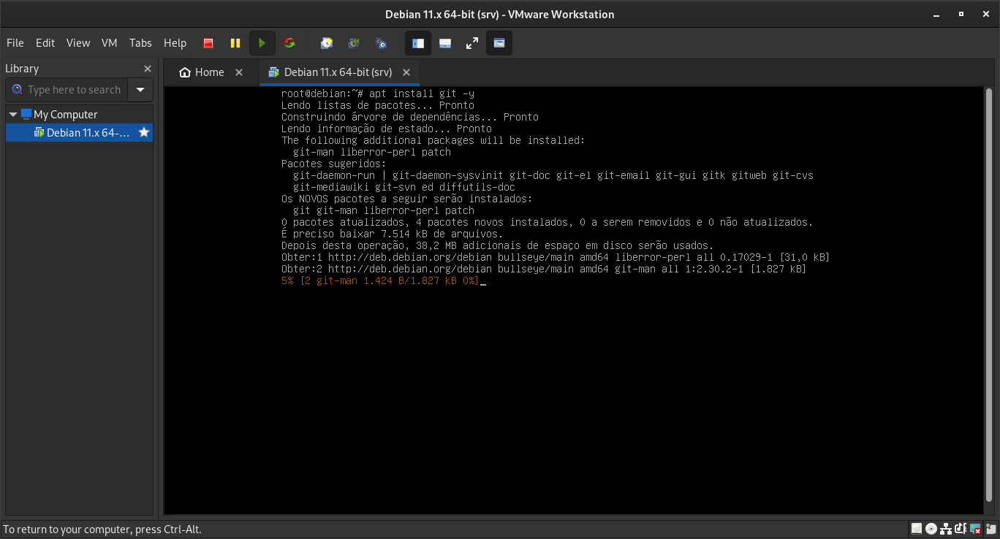 Debian 11.x 64-bit (srv) - VMware Workstation
File Edit View VM Tabs Help
Library
Type here to search
My Computer
Debian 11.x 64-...
Home
Debian 11.x 64-bit (srv)
root@debian:~# apt install git -y
Lendo listas de pacotes... Pronto
Construindo árvore de dependências... Pronto
Lendo informação de estado... Pronto
The following additional packages will be installed:
git-man liberror-perl patch
Pacotes sugeridos:
git-daemon-run | git-daemon-sysvinit git-doc git-el git-email git-gui gitk gitweb git-cvs
git-mediawiki git-svn ed diffutils-doc
Os NOVOS pacotes a seguir serão instalados:
git git-man liberror-perl patch
0 pacotes atualizados, 4 pacotes novos instalados, 0 a serem removidos e 0 não atualizados.
É preciso baixar 7.514 kB de arquivos.
Depois desta operação, 38,2 MB adicionais de espaço em disco serão usados.
Obter:1 http://deb.debian.org/debian bullseye/main amd64 liberror-perl all 0.17029-1 [31,0 kB]
Obter:2 http://deb.debian.org/debian bullseye/main amd64 git-man all 1:2.30.2-1 [1.827 kB]
5% [2 git-man 1.424 B/1.827 kB 0%]_
To return to your computer, press Ctrl-Alt.